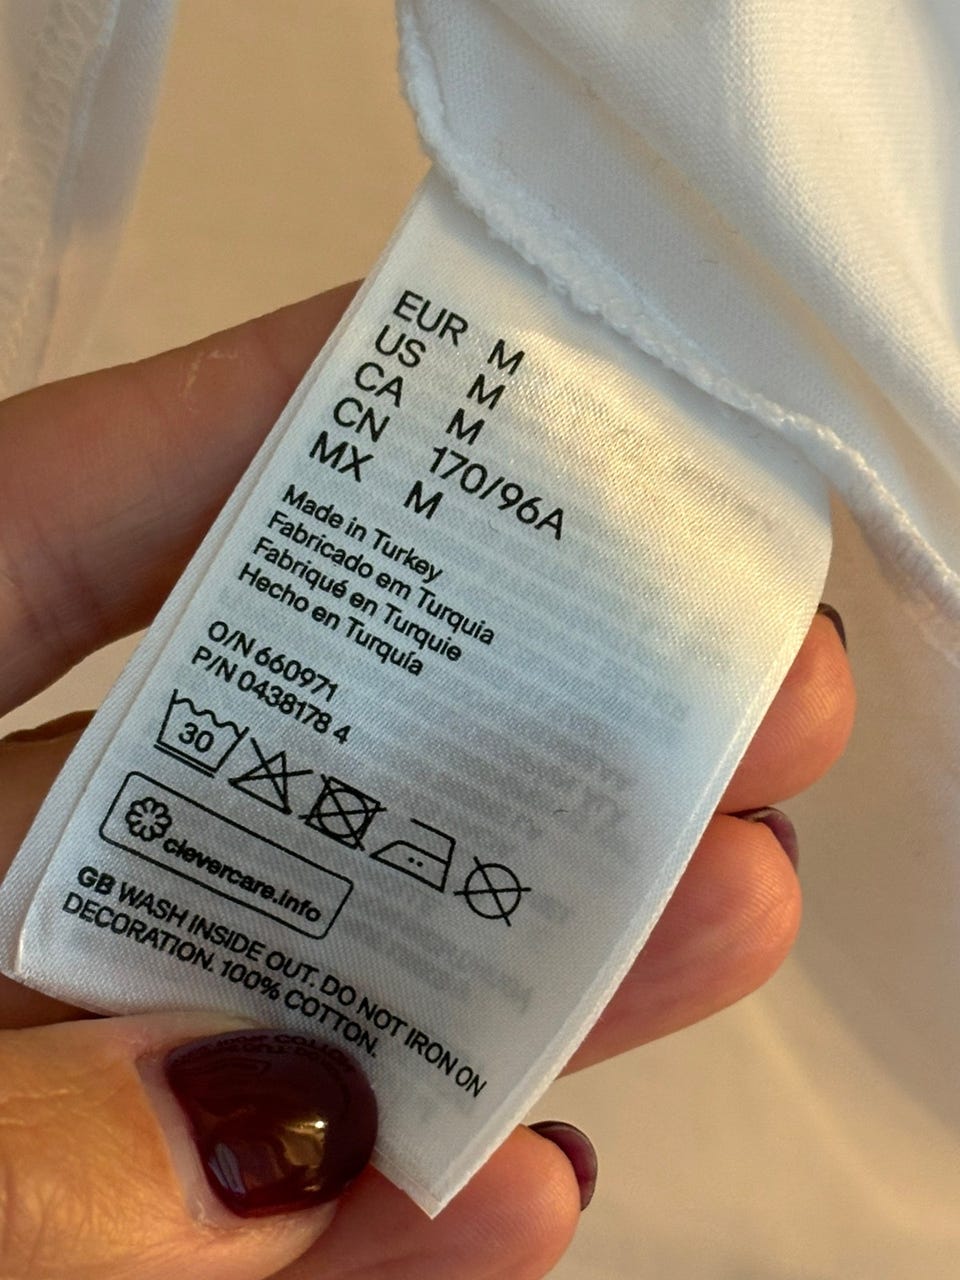 EUR M
US M
CA M
CN 170/96A
MX M
Made in Turkey
Fabricado em Turquia
Fabriqué en Turquie
Hecho en Turquía
O/N 660971
P/N 0438178 4
30
clevercare.info
GB WASH INSIDE OUT. DO NOT IRON ON
DECORATION. 100% COTTON.